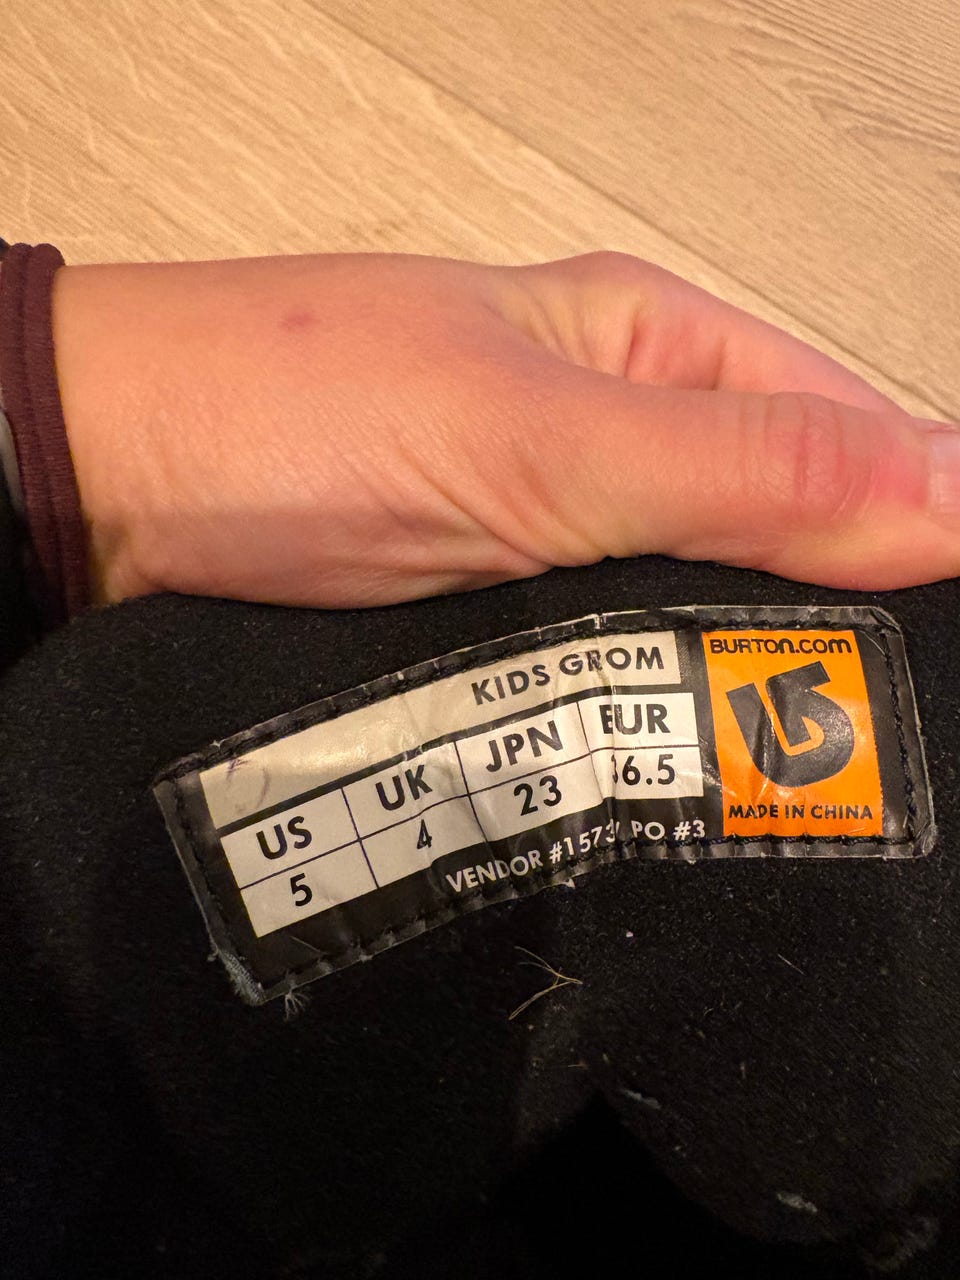 KIDS GROM
US UK JPN EUR
5 4 23 36.5
VENDOR PO #3
BURTON.COM
MADE IN CHINA